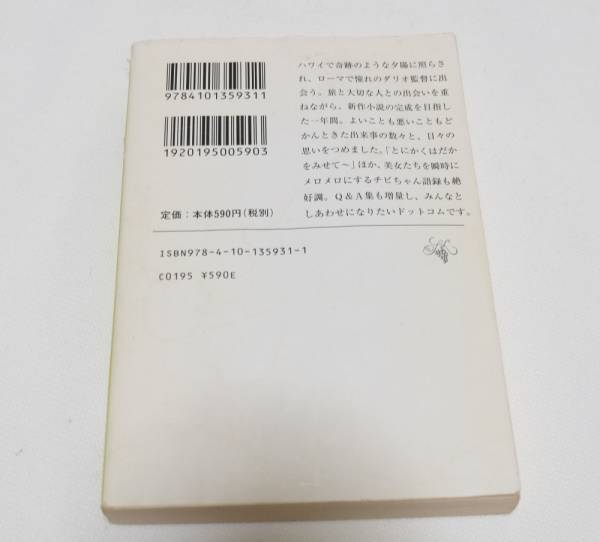 9784101359311
1920195005903
定価：本体590円（税別）
ハワイで奇跡のような夕陽に照らさ
れ、ローマで憧れのダリオ監督に出
会う。旅と大切な人との出会いを重
ねながら、新作小説の完成を目指し
た一年間。よいことも悪いこともど
かんときた出来事の数々と、日々の
思いをつめました。「とにかくはだか
をみせて〜」ほか、美女たちを瞬時に
メロメロにするチビちゃん語録も絶
好調。Q＆A集も増量し、みんなと
しあわせになりたいドットコムです。
ISBN978-4-10-135931-1
C0195 ¥590E